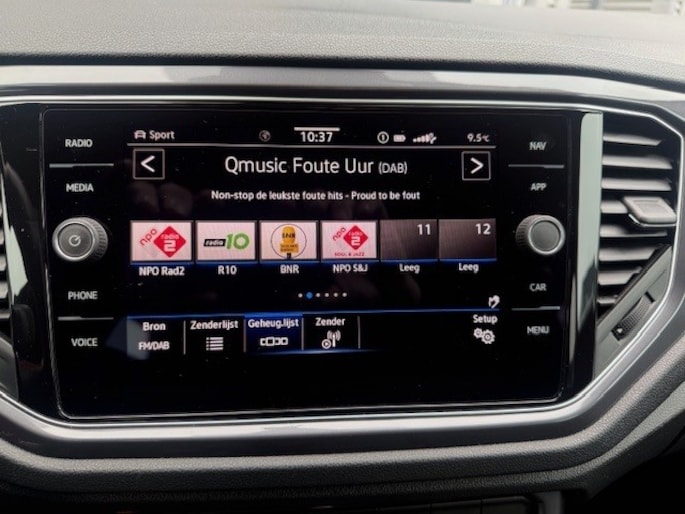 RADIO
MEDIA
PHONE
VOICE
Sport
10:37
9.5°C
Qmusic Foute Uur (DAB)
Non-stop de leukste foute hits - Proud to be fout
npo radio 2
radio 10
BNR
npo radio 2 SOUL & JAZZ
11
12
NPO Rad2
R10
BNR
NPO S&J
Leeg
Leeg
Bron
FM/DAB
Zenderlijst
Geheug.lijst
Zender
Setup
NAV
APP
CAR
MENU